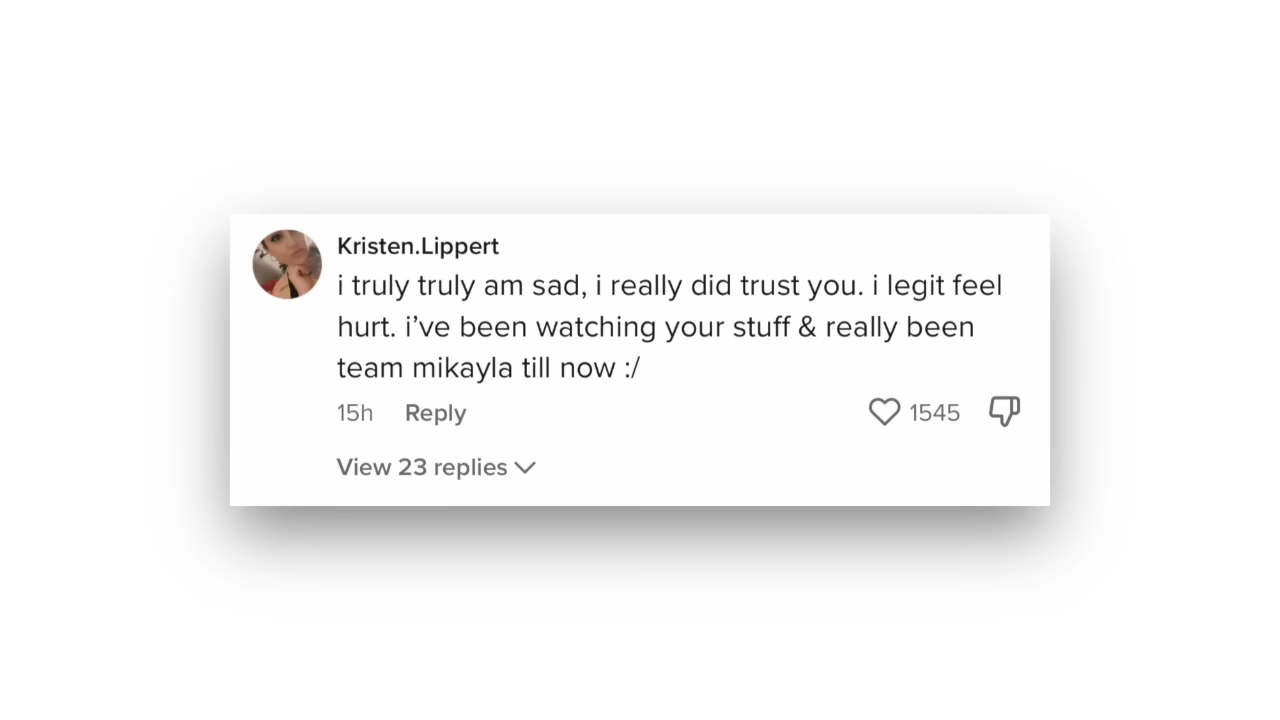 Kristen.Lippert
i truly truly am sad, i really did trust you. i legit feel
hurt. i’ve been watching your stuff & really been
team mikayla till now :/
15h Reply 1545
View 23 replies